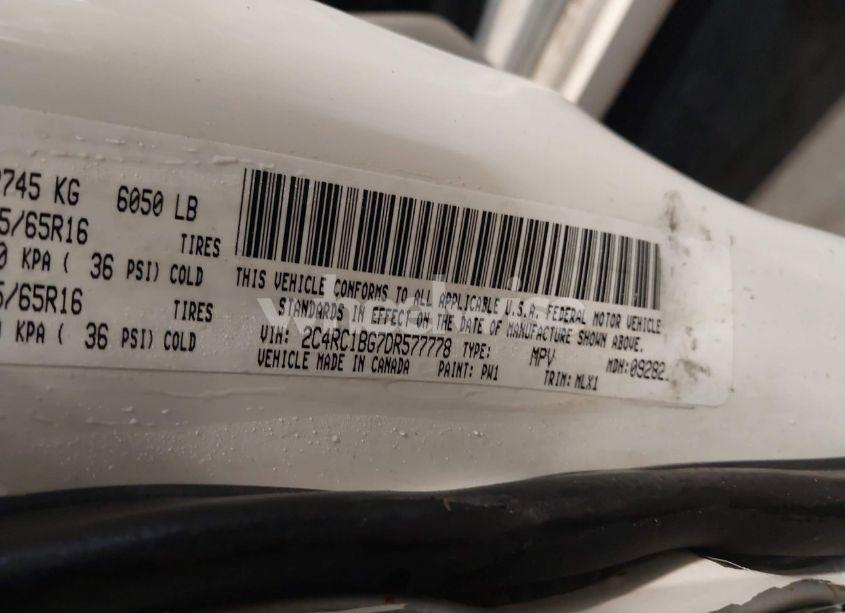 2745 KG 6050 LB
5/65R16 TIRES
0 KPA ( 36 PSI) COLD
5/65R16 TIRES
KPA ( 36 PSI) COLD
THIS VEHICLE CONFORMS TO ALL APPLICABLE U.S.A. FEDERAL MOTOR VEHICLE
STANDARDS IN EFFECT ON THE DATE OF MANUFACTURE SHOWN ABOVE.
VIN: 2C4RC1BG7DR577778 TYPE: MPV MDH:09282
VEHICLE MADE IN CANADA PAINT: PW1 TRIM: MLX1